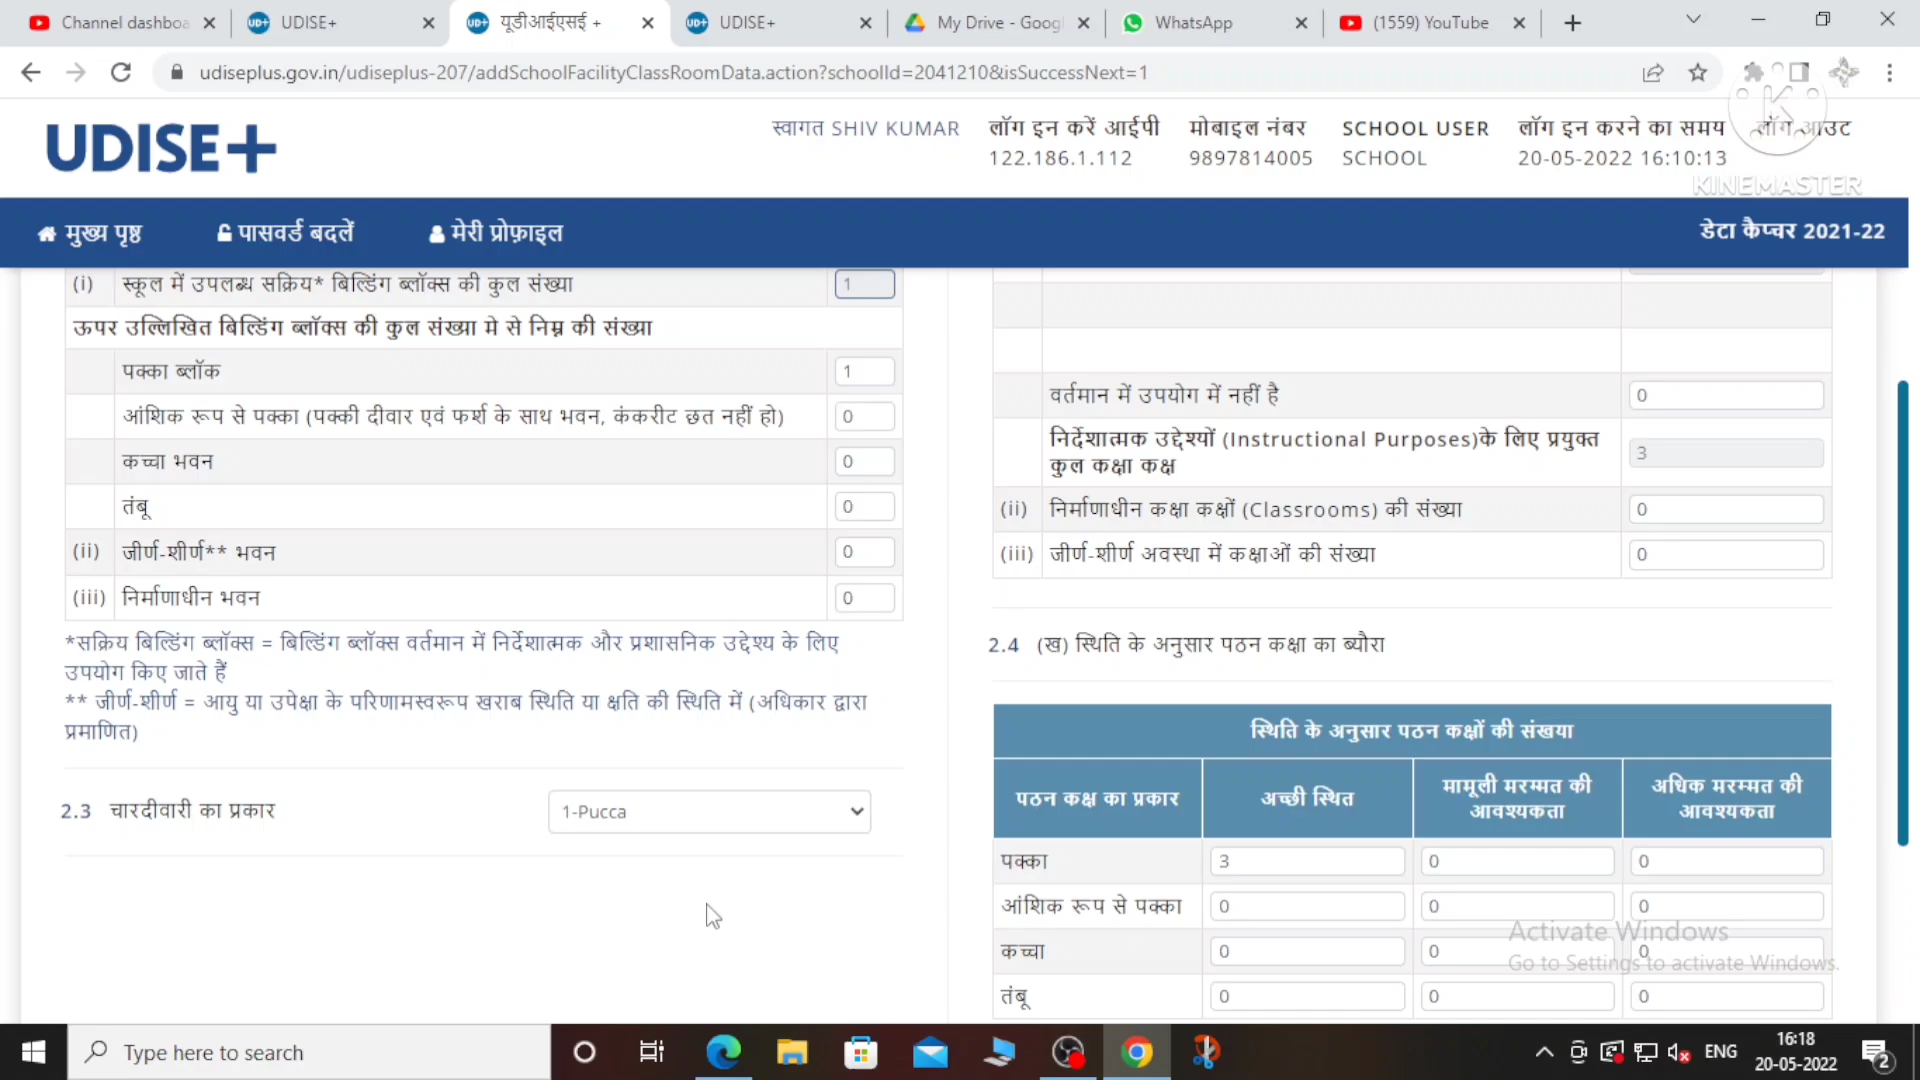 Channel dashboa
UDISE+
यूडीआईएसई +
UDISE+
My Drive - Goog
WhatsApp
(1559) YouTube
udiseplus.gov.in/udiseplus-207/addSchoolFacilityClassRoomData.action?schoolId=2041210&isSuccessNext=1
UDISE+
स्वागत SHIV KUMAR
लॉग इन करें आईपी
122.186.1.112
मोबाइल नंबर
9897814005
SCHOOL USER
SCHOOL
लॉग इन करने का समय
20-05-2022 16:10:13
लॉग आउट
K
KINEMASTER
मुख्य पृष्ठ
पासवर्ड बदलें
मेरी प्रोफ़ाइल
डेटा कैप्चर 2021-22
(i) स्कूल में उपलब्ध सक्रिय* बिल्डिंग ब्लॉक्स की कुल संख्या 1
ऊपर उल्लिखित बिल्डिंग ब्लॉक्स की कुल संख्या मे से निम्न की संख्या
पक्का ब्लॉक 1
आंशिक रूप से पक्का (पक्की दीवार एवं फर्श के साथ भवन, कंकरीट छत नहीं हो) 0
कच्चा भवन 0
तंबू 0
(ii) जीर्ण-शीर्ण** भवन 0
(iii) निर्माणाधीन भवन 0
*सक्रिय बिल्डिंग ब्लॉक्स = बिल्डिंग ब्लॉक्स वर्तमान में निर्देशात्मक और प्रशासनिक उद्देश्य के लिए
उपयोग किए जाते हैं
** जीर्ण-शीर्ण = आयु या उपेक्षा के परिणामस्वरूप खराब स्थिति या क्षति की स्थिति में (अधिकार द्वारा
प्रमाणित)
2.3 चारदीवारी का प्रकार 1-Pucca
वर्तमान में उपयोग में नहीं है 0
निर्देशात्मक उद्देश्यों (Instructional Purposes)के लिए प्रयुक्त
कुल कक्षा कक्ष 3
(ii) निर्माणाधीन कक्षा कक्षों (Classrooms) की संख्या 0
(iii) जीर्ण-शीर्ण अवस्था में कक्षाओं की संख्या 0
2.4 (ख) स्थिति के अनुसार पठन कक्षा का ब्यौरा
स्थिति के अनुसार पठन कक्षों की संखया
पठन कक्ष का प्रकार
अच्छी स्थित
मामूली मरम्मत की
आवश्यकता
अधिक मरम्मत की
आवश्यकता
पक्का 3 0 0
आंशिक रूप से पक्का 0 0 0
कच्चा 0 0 0
तंबू 0 0 0
Activate Windows
Go to Settings to activate Windows.
Type here to search
ENG
16:18
20-05-2022
2